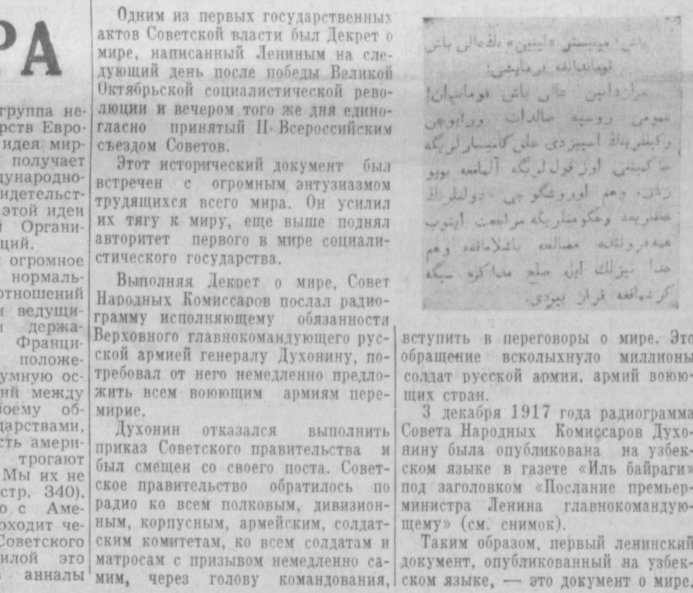 РА
группа не-
рств Евро-
идея мир-
получает
дународно-
идетельст-
этой идеи
Органи-
ций.
огромное
нормаль-
отношений
ведущи-
держа-
Франци-
положе-
умную ос-
ий между
воему об-
ударствами,
сть амери-
трогают
Мы их не
стр. 340).
с Аме-
роходит че-
Советского
силой это
анналы
Одним из первых государственных
актов Советской власти был Декрет о
мире, написанный Лениным на сле-
дующий день после победы Великой
Октябрьской социалистической рево-
люции и вечером того же дня едино-
гласно принятый II Всероссийским
съездом Советов.
Этот исторический документ был
встречен с огромным энтузиазмом
трудящихся всего мира. Он усилил
их тягу к миру, еще выше поднял
авторитет первого в мире социали-
стического государства.
Выполняя Декрет о мире, Совет
Народных Комиссаров послал радио-
грамму исполняющему обязанности
Верховного главнокомандующего рус-
ской армией генералу Духонину, по-
требовал от него немедленно предло-
жить всем воюющим армиям пере-
мирие.
Духонин отказался выполнить
приказ Советского правительства и
был смещен со своего поста. Совет-
ское правительство обратилось по
радио ко всем полковым, дивизион-
ным, корпусным, армейским, солдат-
ским комитетам, ко всем солдатам и
матросам с призывом немедленно са-
мим, через голову командования,
вступить в переговоры о мире. Это
обращение всколыхнуло миллионы
солдат русской армии, армий воюю-
щих стран.
3 декабря 1917 года радиограмма
Совета Народных Комиссаров Духо-
нину была опубликована на узбек-
ском языке в газете «Иль байраги»
под заголовком «Послание премьер-
министра Ленина главнокомандую-
щему» (см. снимок).
Таким образом, первый ленинский
документ, опубликованный на узбек-
ском языке, — это документ о мире.